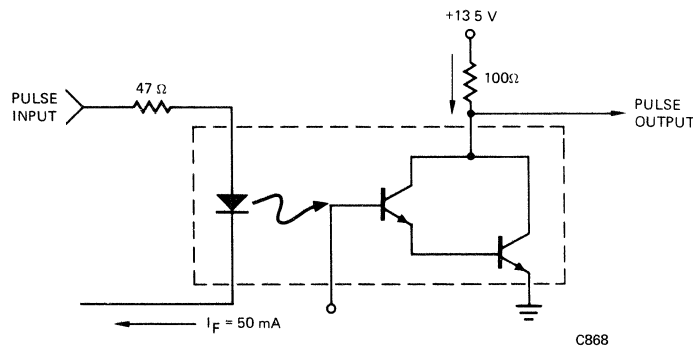 +13 5 V
100Ω
47 Ω
PULSE
INPUT
PULSE
OUTPUT
I_F = 50 mA
C868